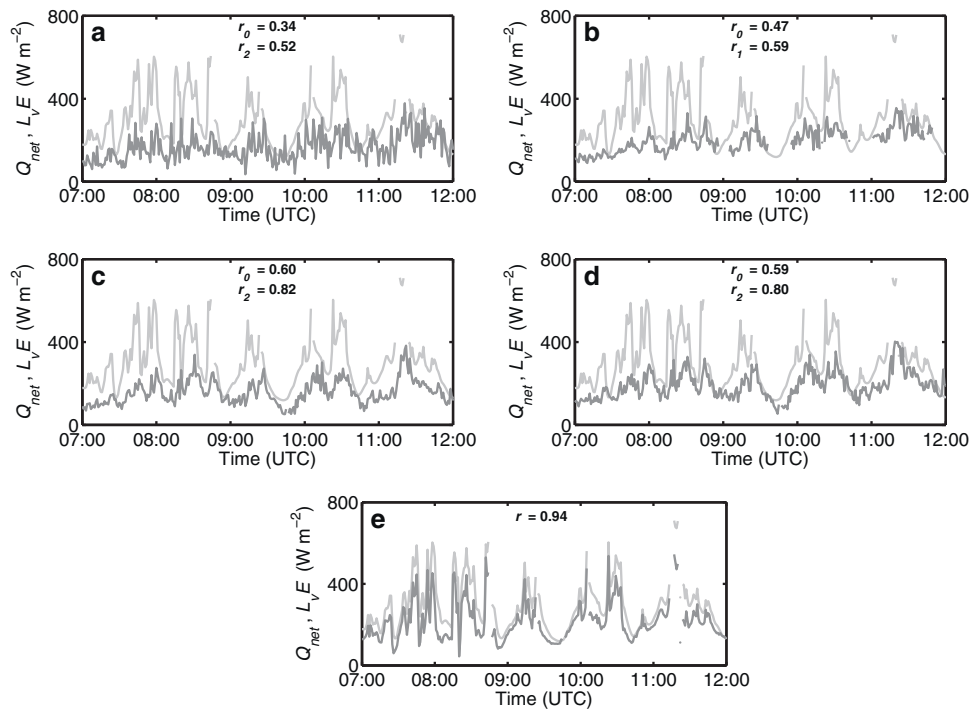 a
r0 = 0.34
r2 = 0.52
Qnet , LvE (W m−2)
800
400
0
07:00 08:00 09:00 10:00 11:00 12:00
Time (UTC)
b
r0 = 0.47
r1 = 0.59
Qnet , LvE (W m−2)
800
400
0
07:00 08:00 09:00 10:00 11:00 12:00
Time (UTC)
c
r0 = 0.60
r2 = 0.82
Qnet , LvE (W m−2)
800
400
0
07:00 08:00 09:00 10:00 11:00 12:00
Time (UTC)
d
r0 = 0.59
r2 = 0.80
Qnet , LvE (W m−2)
800
400
0
07:00 08:00 09:00 10:00 11:00 12:00
Time (UTC)
e
r = 0.94
Qnet , LvE (W m−2)
800
400
0
07:00 08:00 09:00 10:00 11:00 12:00
Time (UTC)